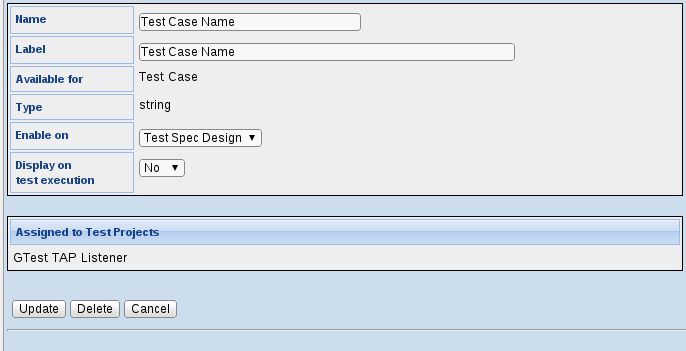 Name Test Case Name
Label Test Case Name
Available for Test Case
Type string
Enable on Test Spec Design
Display on
test execution No
Assigned to Test Projects
GTest TAP Listener
Update Delete Cancel